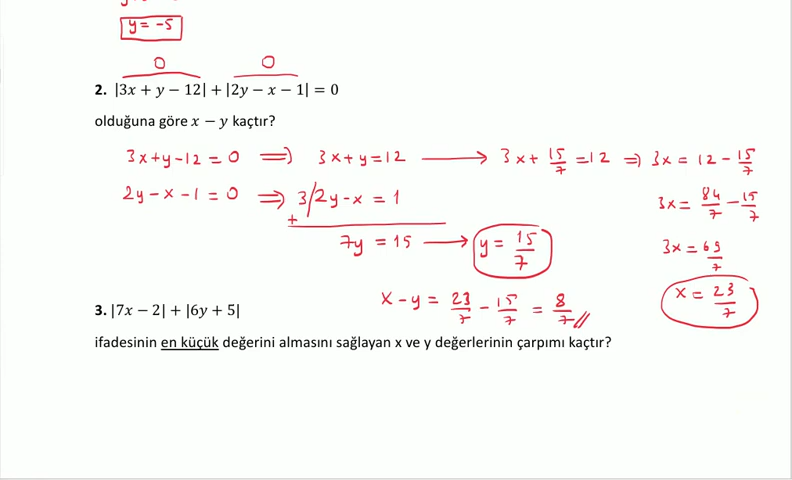 y = -5
0 0
2. |3x + y − 12| + |2y − x − 1| = 0
olduğuna göre x − y kaçtır?
3x+y-12 = 0 ⇒ 3x+y=12 → 3x + 15/7 = 12 ⇒ 3x = 12 - 15/7
2y-x-1 = 0 ⇒ 3/ 2y-x = 1
3x = 84/7 - 15/7
+
7y = 15 → y = 15/7
3x = 69/7
x = 23/7
x-y = 23/7 - 15/7 = 8/7 //
3. |7x − 2| + |6y + 5|
ifadesinin en küçük değerini almasını sağlayan x ve y değerlerinin çarpımı kaçtır?